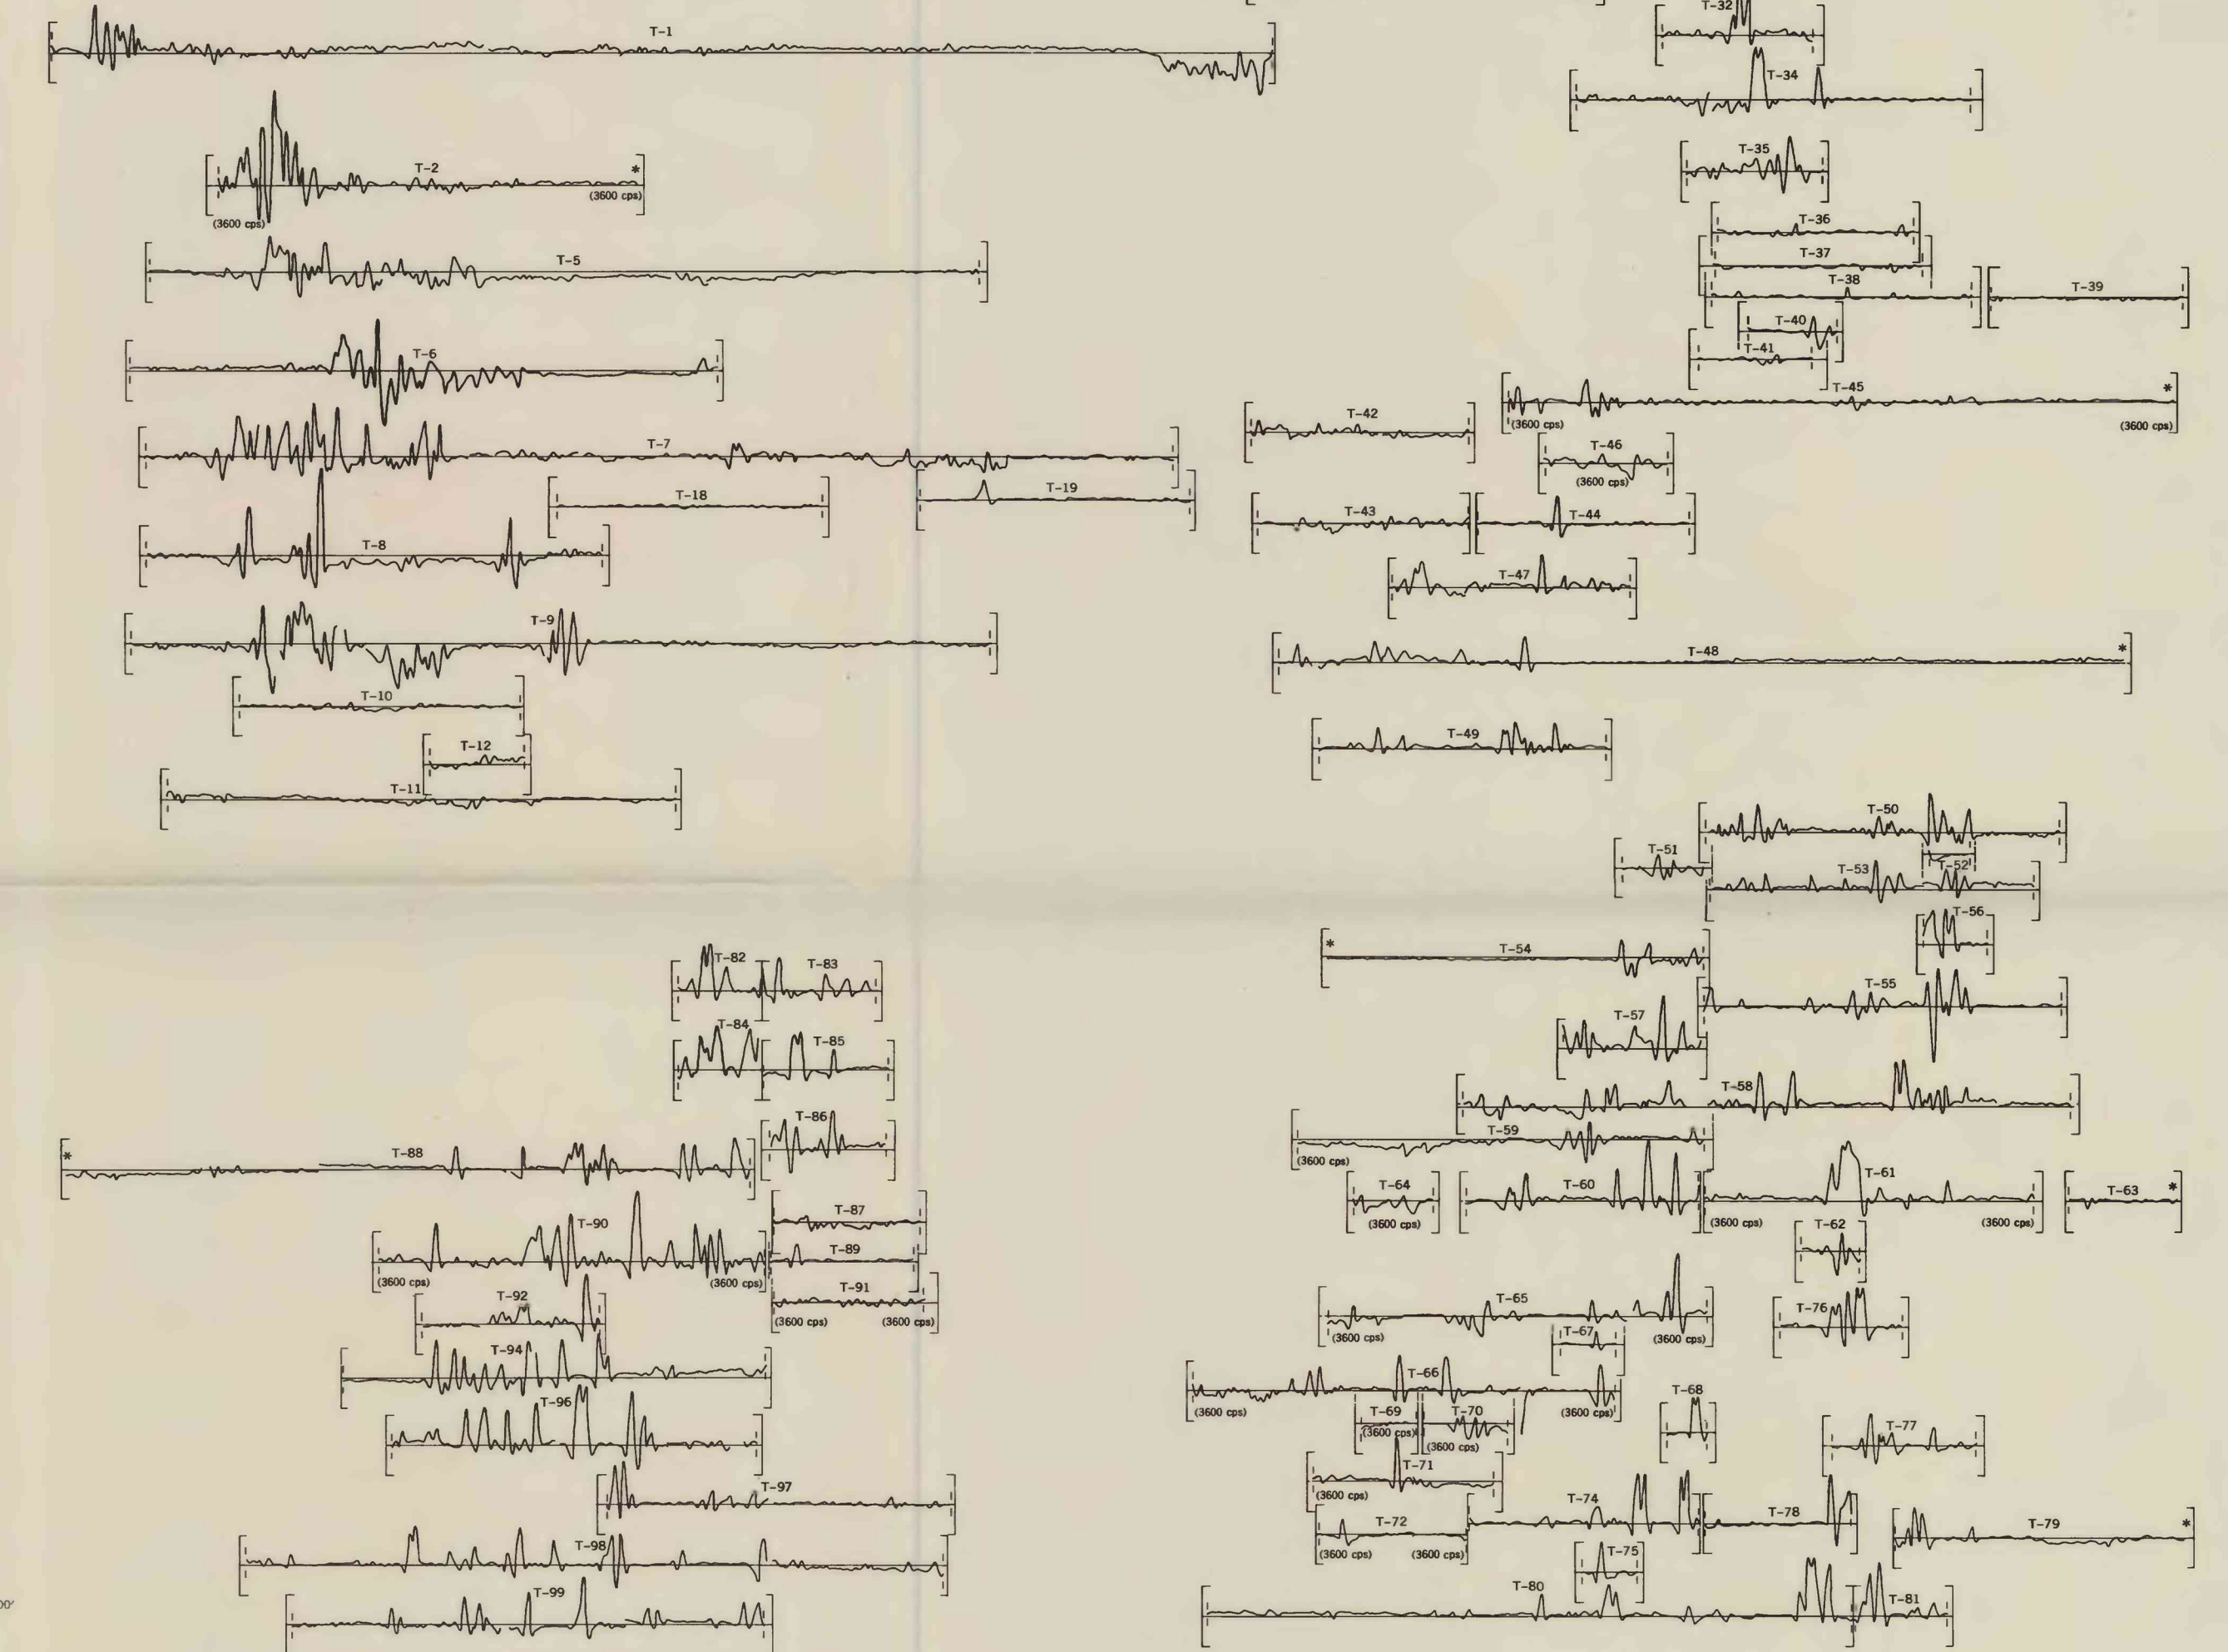 T-1
T-2
*
(3600 cps)
(3600 cps)
T-5
T-6
T-7
T-18
T-19
T-8
T-9
T-10
T-12
T-11
T-32
T-34
T-35
T-36
T-37
T-38
T-39
T-40
T-41
T-45
*
(3600 cps)
(3600 cps)
T-42
T-46
(3600 cps)
T-43
T-44
T-47
T-48
*
T-49
T-50
T-51
T-52
T-53
T-56
*
T-54
T-55
T-57
T-58
T-59
(3600 cps)
T-64
(3600 cps)
T-60
T-61
(3600 cps)
(3600 cps)
T-63
*
T-62
T-65
(3600 cps)
(3600 cps)
T-76
T-67
T-66
(3600 cps)
(3600 cps)
T-68
T-69
(3600 cps)
T-70
(3600 cps)
T-77
T-71
(3600 cps)
T-72
(3600 cps)
(3600 cps)
T-74
T-78
T-79
*
T-75
T-80
T-81
T-82
T-83
T-84
T-85
T-86
*
T-88
T-87
T-90
(3600 cps)
(3600 cps)
T-89
T-91
(3600 cps)
(3600 cps)
T-92
T-94
T-96
T-97
T-98
T-99